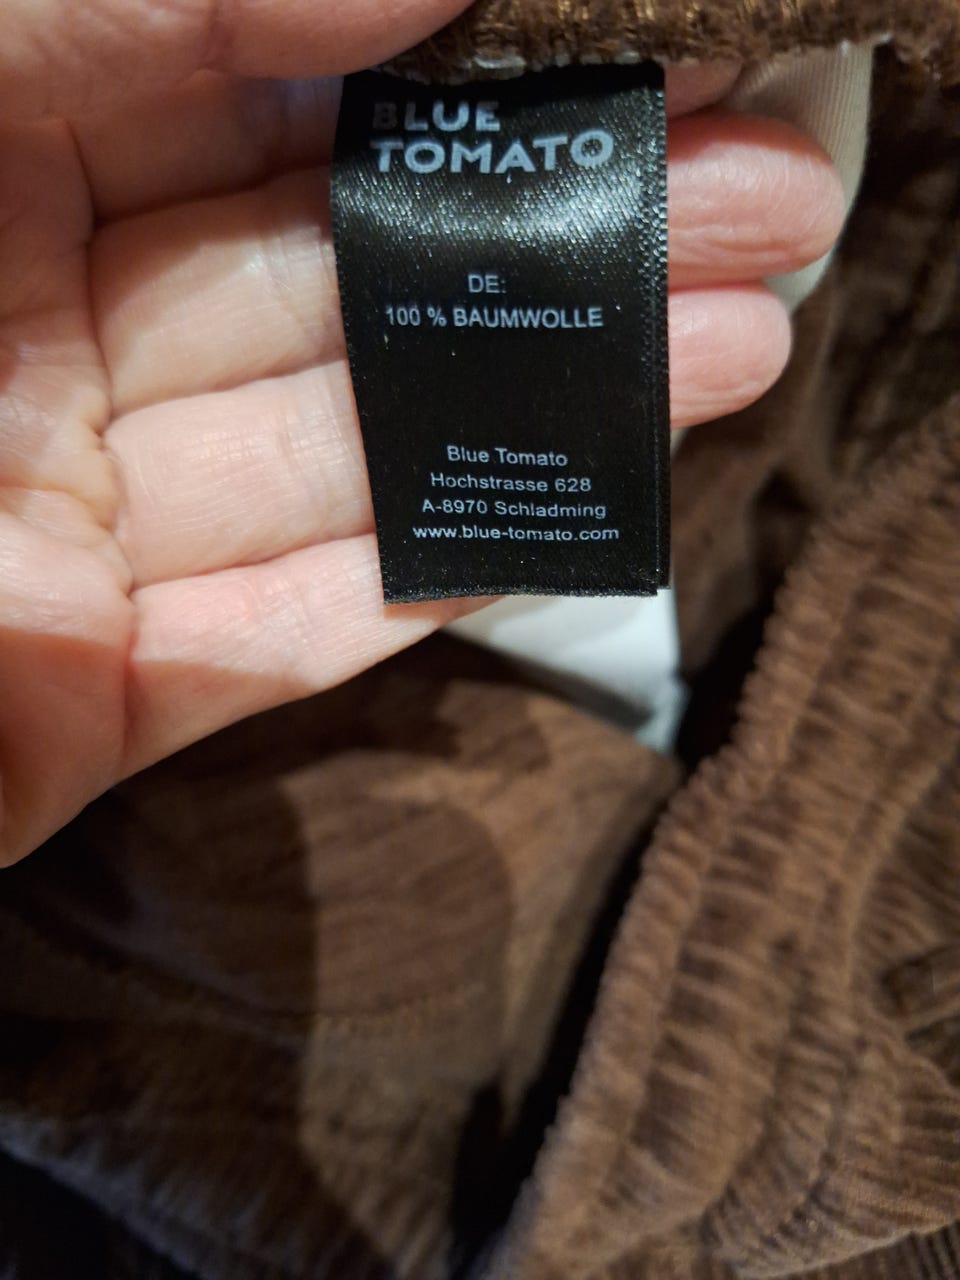 BLUE
TOMATO
DE:
100 % BAUMWOLLE
Blue Tomato
Hochstrasse 628
A-8970 Schladming
www.blue-tomato.com